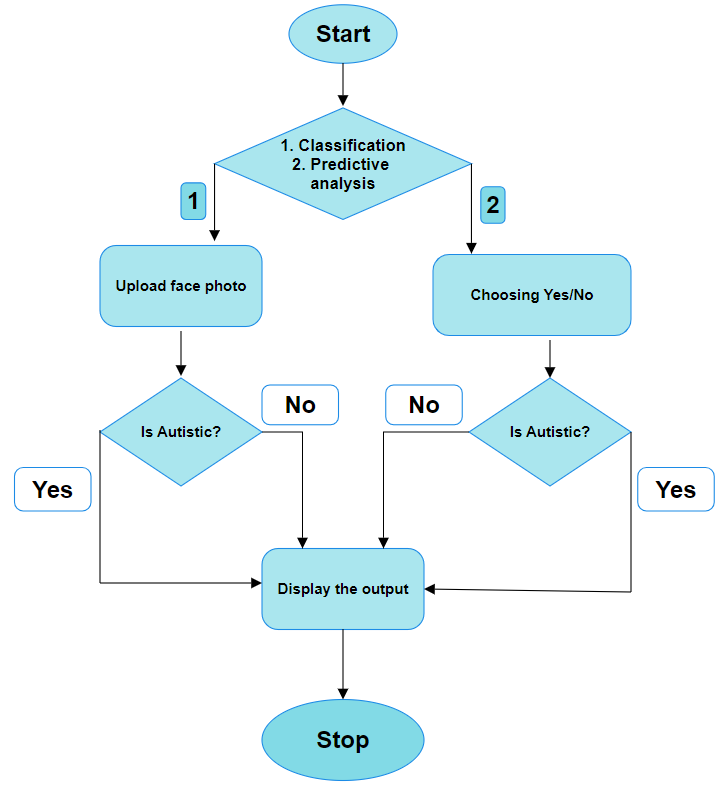 Start
1. Classification
2. Predictive
analysis
1
2
Upload face photo
Choosing Yes/No
No
No
Is Autistic?
Is Autistic?
Yes
Yes
Display the output
Stop